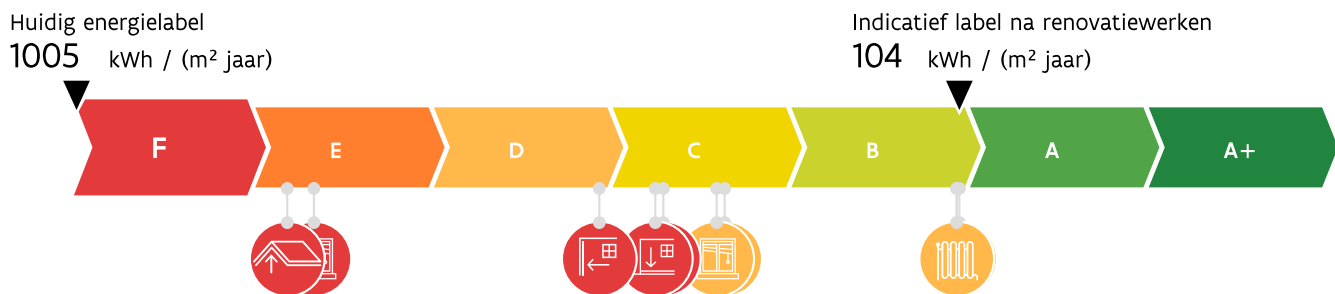 Huidig energielabel
1005 kWh / (m² jaar)
Indicatief label na renovatiewerken
104 kWh / (m² jaar)
F E D C B A A+